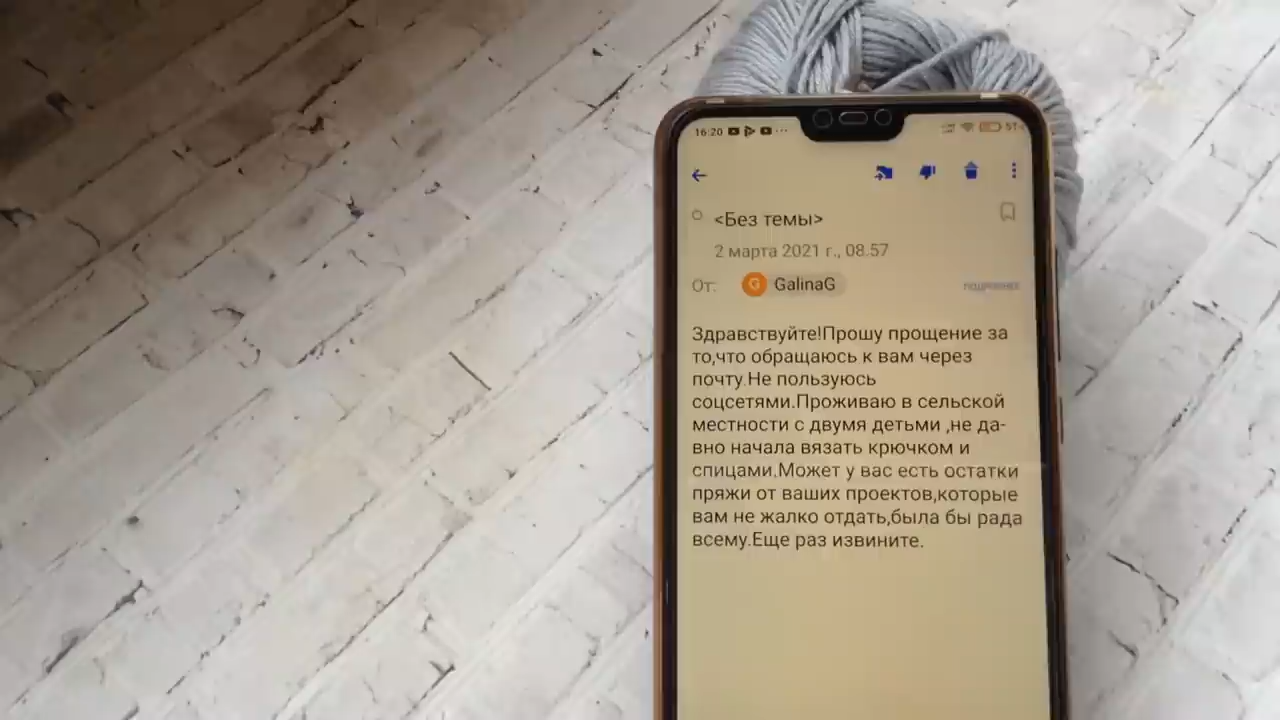 16:20
<Без темы>
2 марта 2021 г., 08.57
От: G GalinaG
Здравствуйте!Прошу прощение за
то,что обращаюсь к вам через
почту.Не пользуюсь
соцсетями.Проживаю в сельской
местности с двумя детьми ,не да-
вно начала вязать крючком и
спицами.Может у вас есть остатки
пряжи от ваших проектов,которые
вам не жалко отдать,была бы рада
всему.Еще раз извините.